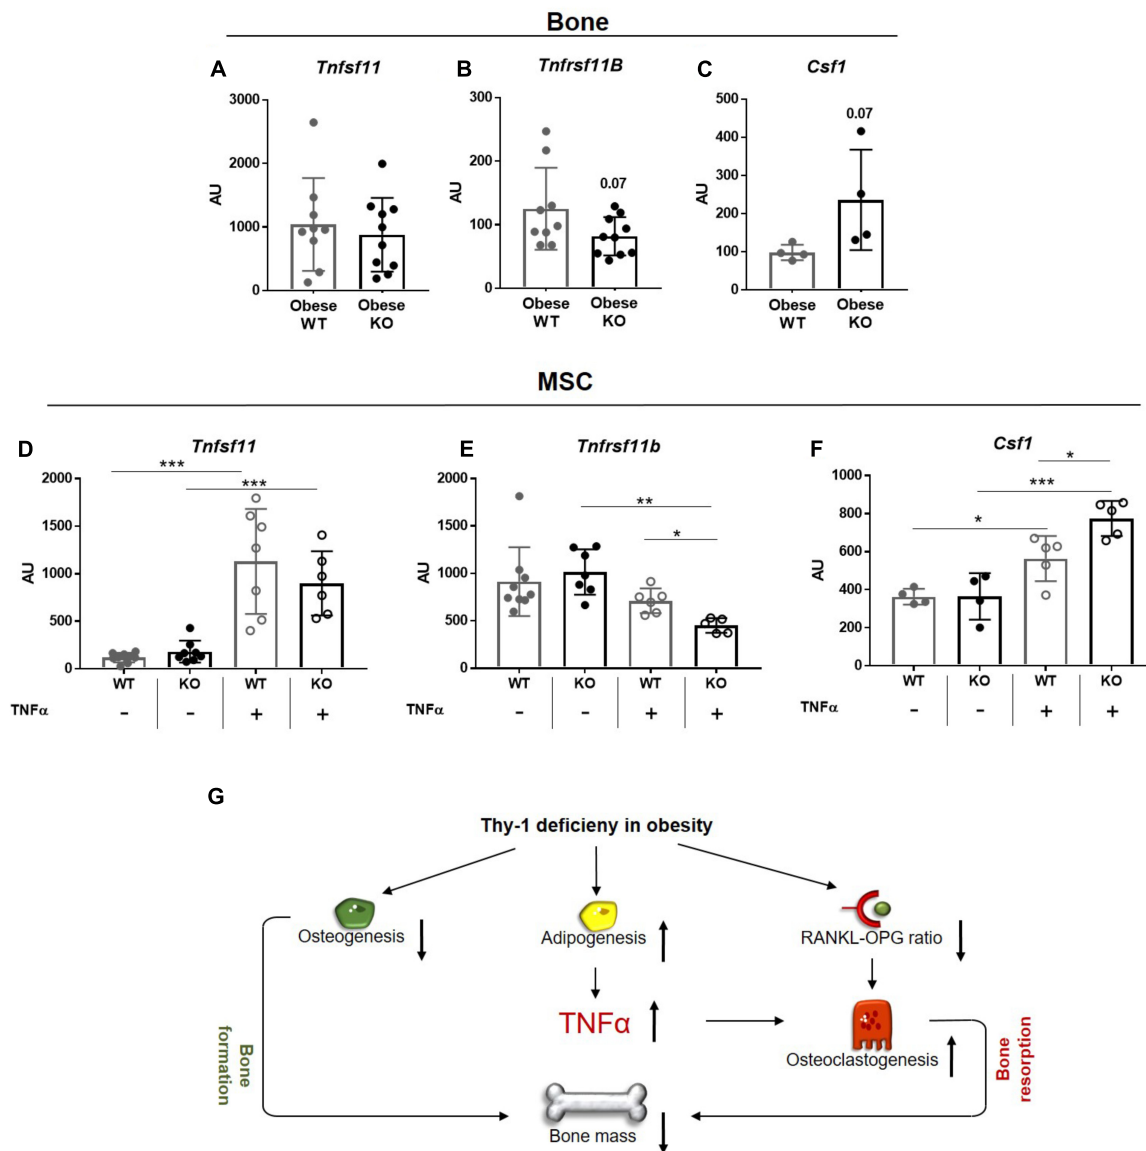 Bone
A Tnfsf11
3000
2000
1000
0
AU
Obese WT
Obese KO
B Tnfrsf11B
300
200
100
0
AU
0.07
Obese WT
Obese KO
C Csf1
500
400
300
200
100
0
AU
0.07
Obese WT
Obese KO
MSC
D Tnfsf11
***
***
2000
1500
1000
500
0
AU
WT KO WT KO
TNFα - - + +
E Tnfrsf11b
**
*
2000
1500
1000
500
0
AU
WT KO WT KO
TNFα - - + +
F Csf1
*
***
*
1000
800
600
400
200
0
AU
WT KO WT KO
TNFα - - + +
G
Thy-1 deficieny in obesity
Osteogenesis
Adipogenesis
RANKL-OPG ratio
TNFα
Osteoclastogenesis
Bone formation
Bone resorption
Bone mass